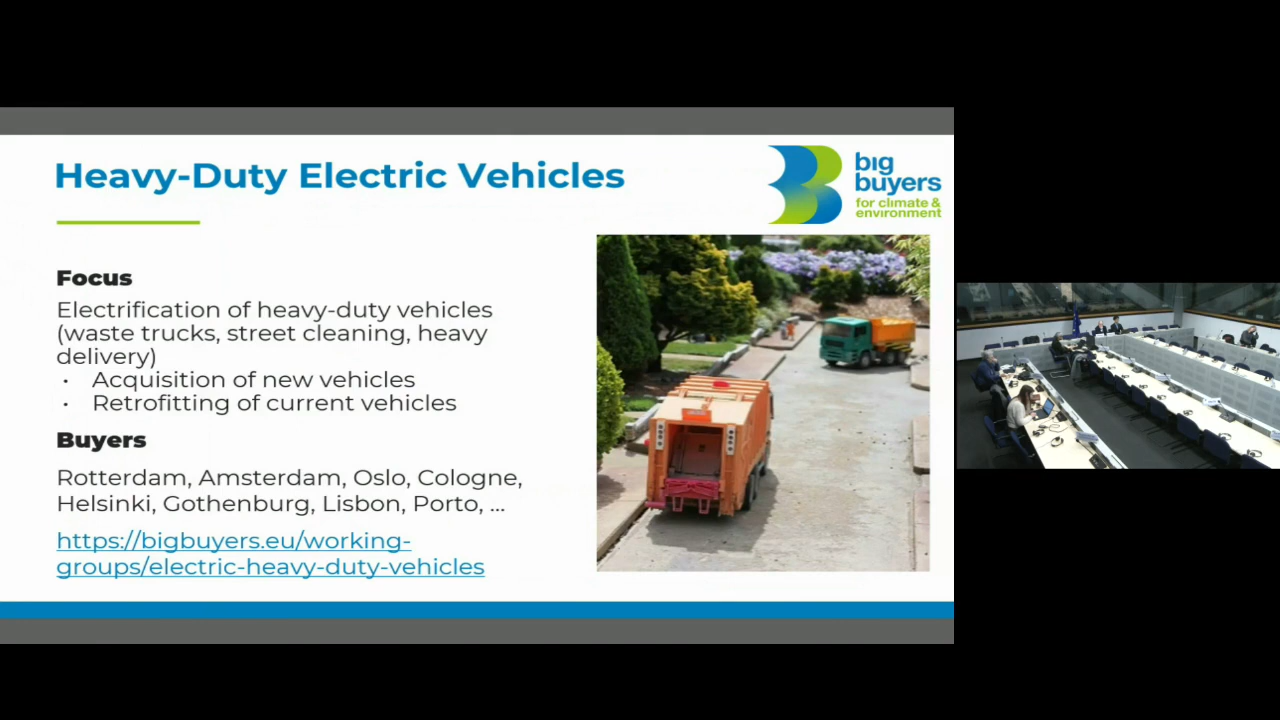 Heavy-Duty Electric Vehicles
big
buyers
for climate &
environment
Focus
Electrification of heavy-duty vehicles
(waste trucks, street cleaning, heavy
delivery)
• Acquisition of new vehicles
• Retrofitting of current vehicles
Buyers
Rotterdam, Amsterdam, Oslo, Cologne,
Helsinki, Gothenburg, Lisbon, Porto, ...
https://bigbuyers.eu/working-
groups/electric-heavy-duty-vehicles